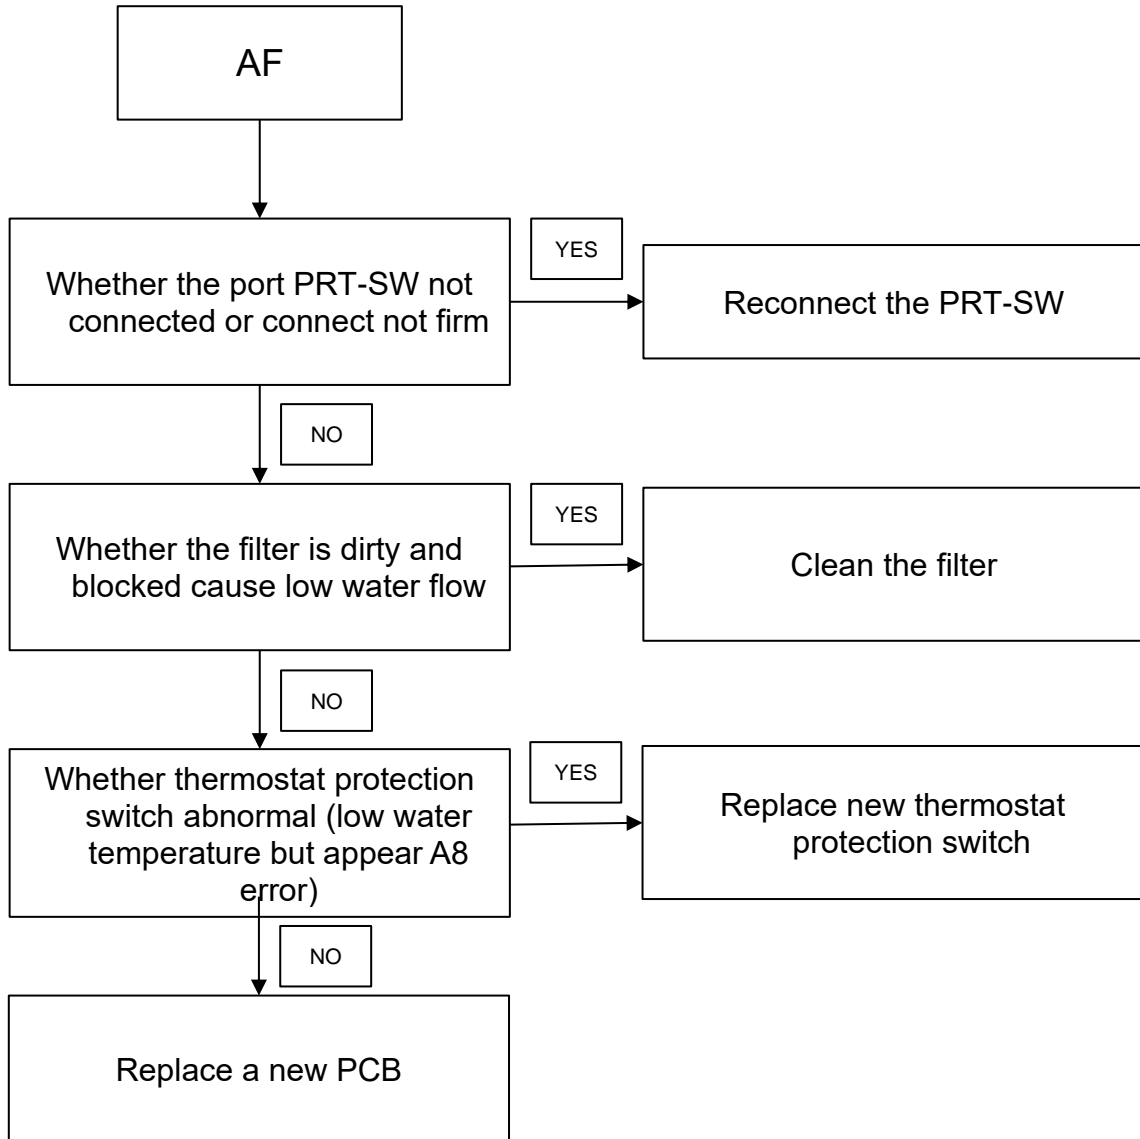 AF
Whether the port PRT-SW not
connected or connect not firm
YES
Reconnect the PRT-SW
NO
Whether the filter is dirty and
blocked cause low water flow
YES
Clean the filter
NO
Whether thermostat protection
switch abnormal (low water
temperature but appear A8
error)
YES
Replace new thermostat
protection switch
NO
Replace a new PCB